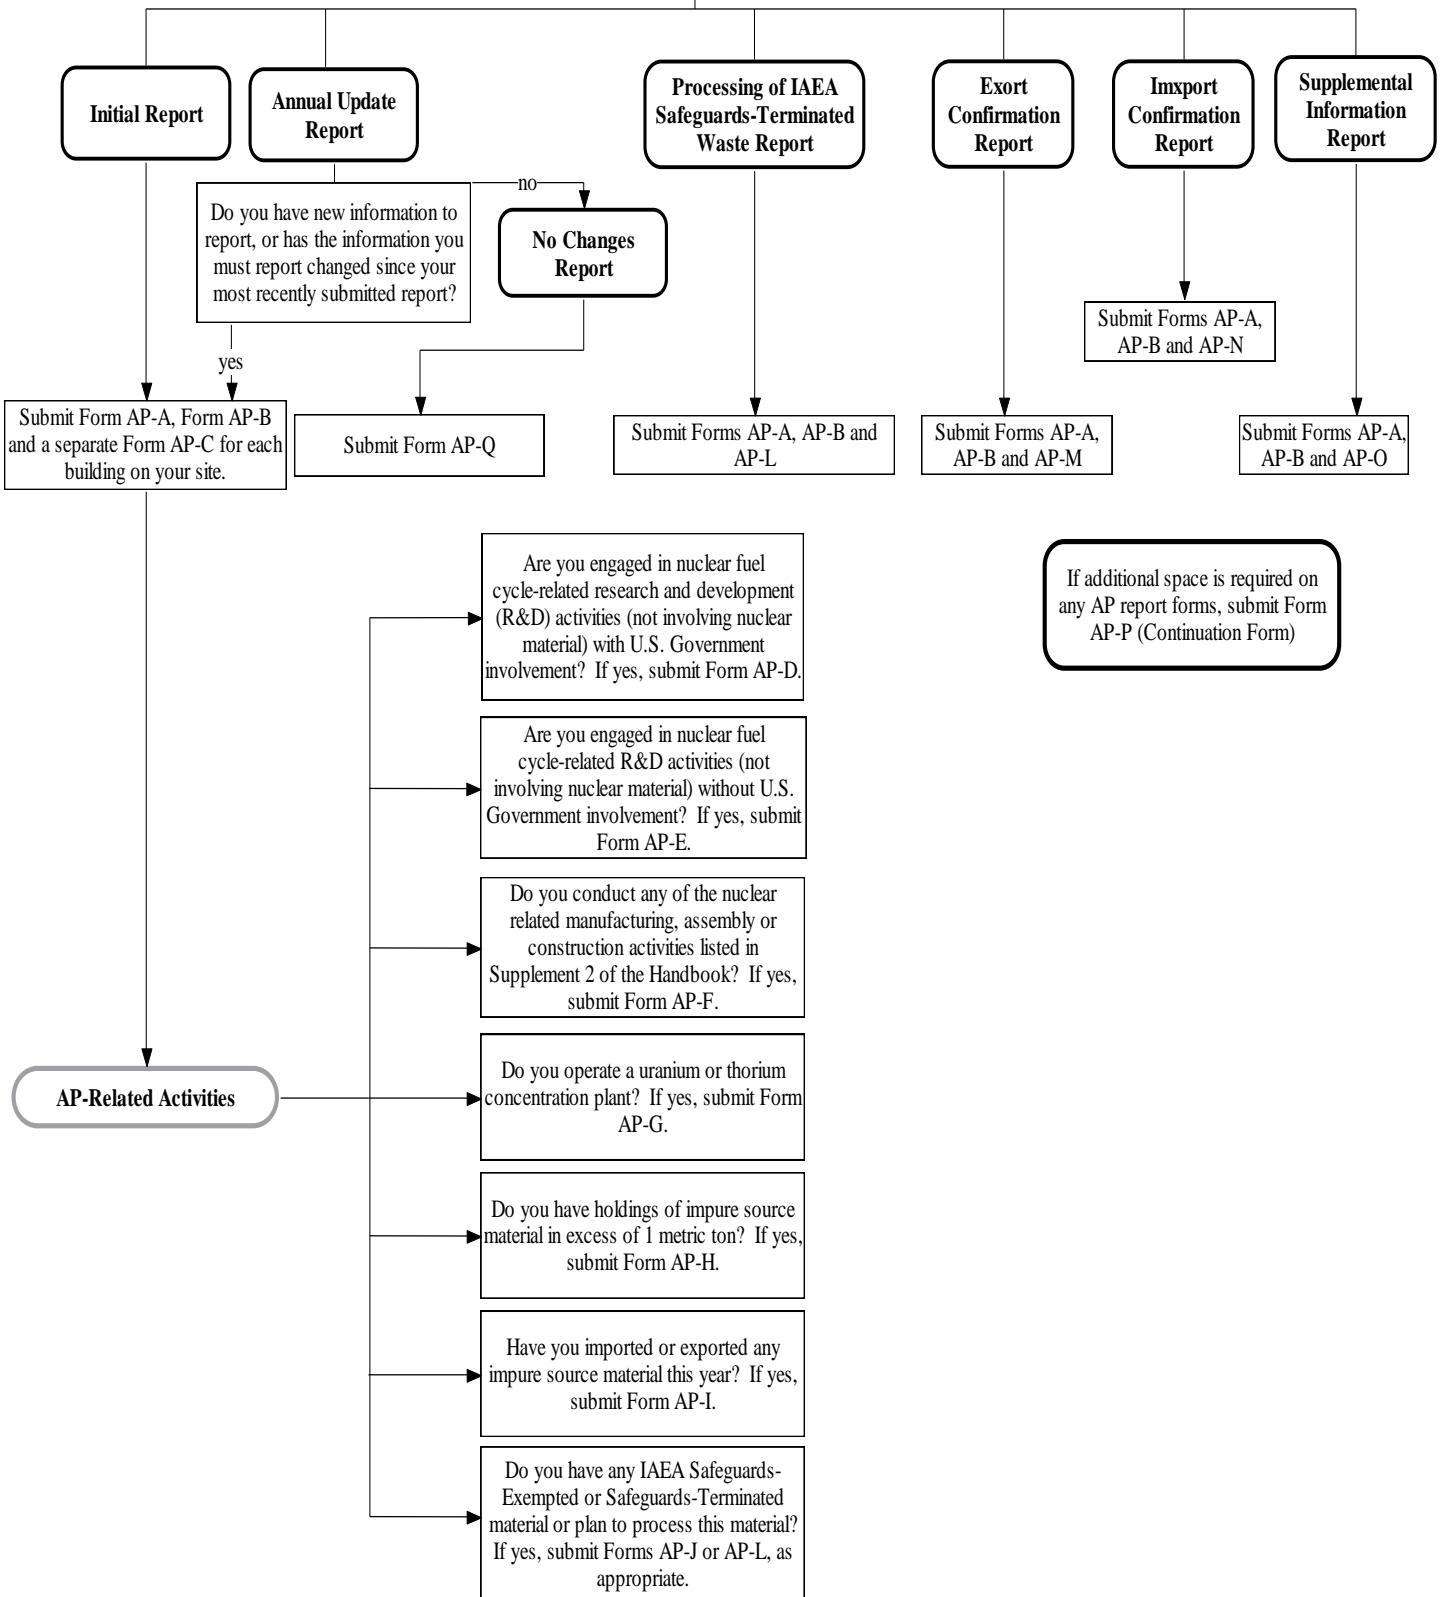 Initial Report
Annual Update
Report
Processing of IAEA
Safeguards-Terminated
Waste Report
Exort
Confirmation
Report
Imxport
Confirmation
Report
Supplemental
Information
Report
no
Do you have new information to
report, or has the information you
must report changed since your
most recently submitted report?
No Changes
Report
yes
Submit Forms AP-A,
AP-B and AP-N
Submit Form AP-A, Form AP-B
and a separate Form AP-C for each
building on your site.
Submit Form AP-Q
Submit Forms AP-A, AP-B and
AP-L
Submit Forms AP-A,
AP-B and AP-M
Submit Forms AP-A,
AP-B and AP-O
Are you engaged in nuclear fuel
cycle-related research and development
(R&D) activities (not involving nuclear
material) with U.S. Government
involvement?  If yes, submit Form AP-D.
If additional space is required on
any AP report forms, submit Form
AP-P (Continuation Form)
Are you engaged in nuclear fuel
cycle-related R&D activities (not
involving nuclear material) without U.S.
Government involvement?  If yes, submit
Form AP-E.
Do you conduct any of the nuclear
related manufacturing, assembly or
construction activities listed in
Supplement 2 of the Handbook?  If yes,
submit Form AP-F.
AP-Related Activities
Do you operate a uranium or thorium
concentration plant?  If yes, submit Form
AP-G.
Do you have holdings of impure source
material in excess of 1 metric ton?  If yes,
submit Form AP-H.
Have you imported or exported any
impure source material this year?  If yes,
submit Form AP-I.
Do you have any IAEA Safeguards-
Exempted or Safeguards-Terminated
material or plan to process this material?
If yes, submit Forms AP-J or AP-L, as
appropriate.